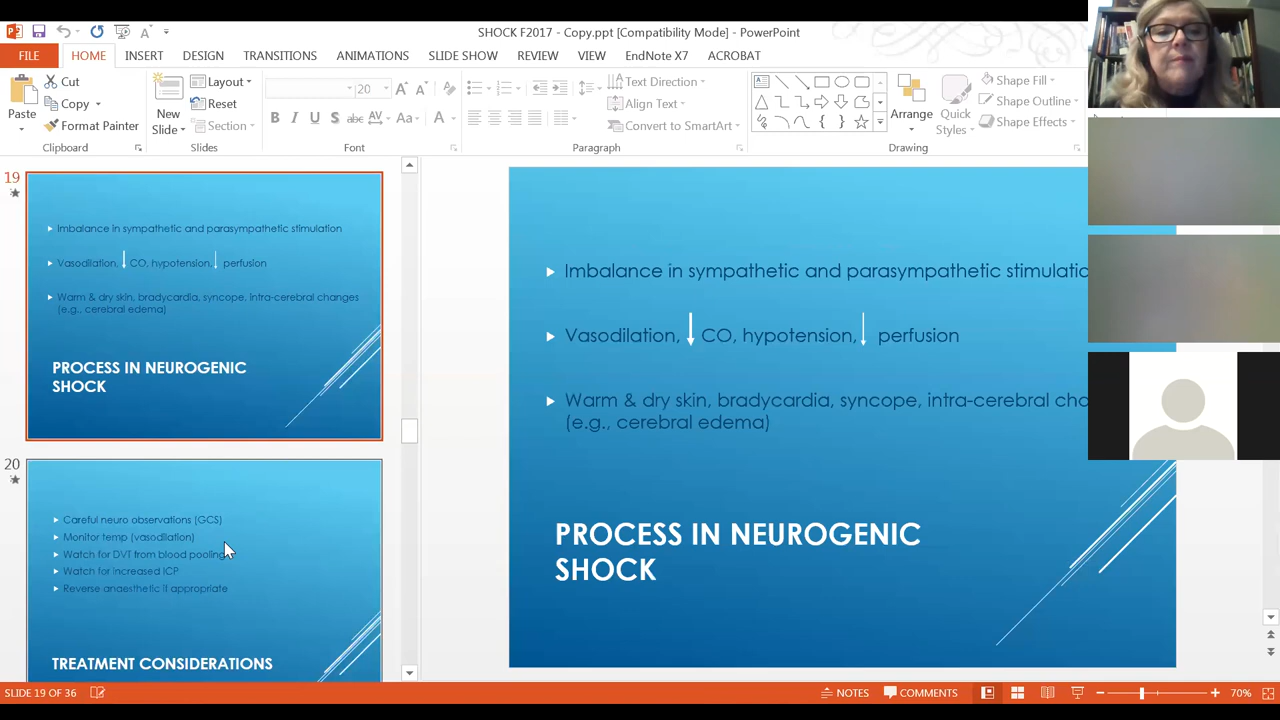 SHOCK F2017 - Copy.ppt [Compatibility Mode] - PowerPoint
FILE HOME INSERT DESIGN TRANSITIONS ANIMATIONS SLIDE SHOW REVIEW VIEW EndNote X7 ACROBAT
Paste
Cut
Copy
Format Painter
Clipboard
New
Slide
Layout
Reset
Slides
20
B I U S abc AV Aa A
Font
Text Direction
Align Text
Convert to SmartArt
Paragraph
Arrange
Quick
Styles
Shape Fill
Shape Outline
Shape Effects
Drawing
19
Imbalance in sympathetic and parasympathetic stimulation
Vasodilation, CO, hypotension, perfusion
Warm & dry skin, bradycardia, syncope, intra-cerebral changes
(e.g., cerebral edema)
PROCESS IN NEUROGENIC
SHOCK
20
Careful neuro observations (GCS)
Monitor temp (vasodilation)
Watch for DVT from blood pooling
Watch for increased ICP
Reverse anaesthetic if appropriate
TREATMENT CONSIDERATIONS
Imbalance in sympathetic and parasympathetic stimulatio
Vasodilation, CO, hypotension, perfusion
Warm & dry skin, bradycardia, syncope, intra-cerebral cha
(e.g., cerebral edema)
PROCESS IN NEUROGENIC
SHOCK
SLIDE 19 OF 36 NOTES COMMENTS 70%